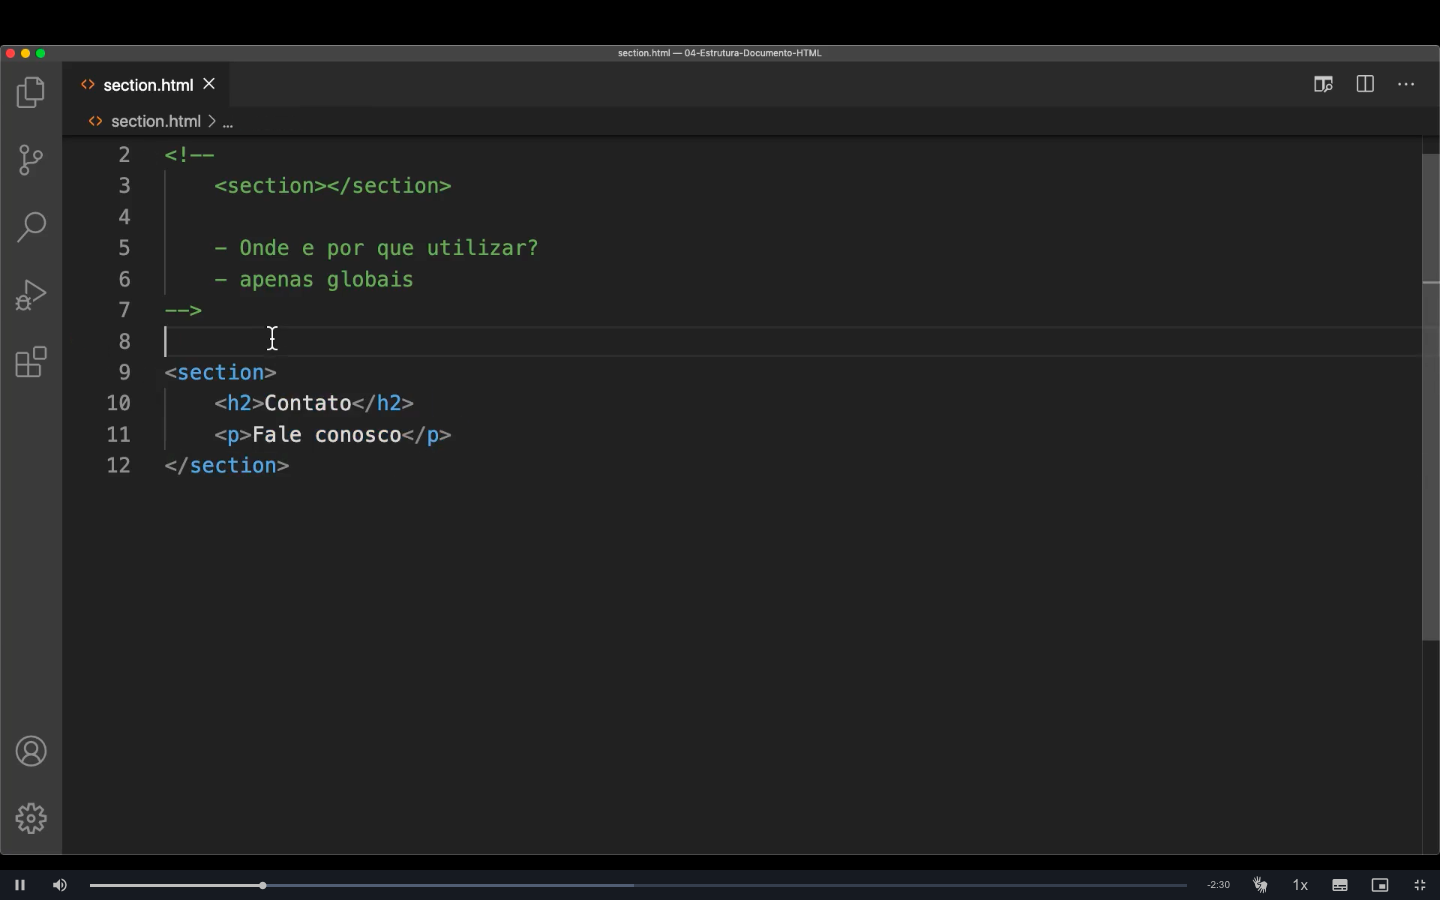 section.html — 04-Estrutura-Documento-HTML
<> section.html
<> section.html > ...
2 <!--
3 <section></section>
4
5 - Onde e por que utilizar?
6 - apenas globais
7 -->
8
9 <section>
10 <h2>Contato</h2>
11 <p>Fale conosco</p>
12 </section>
-2:30 1x